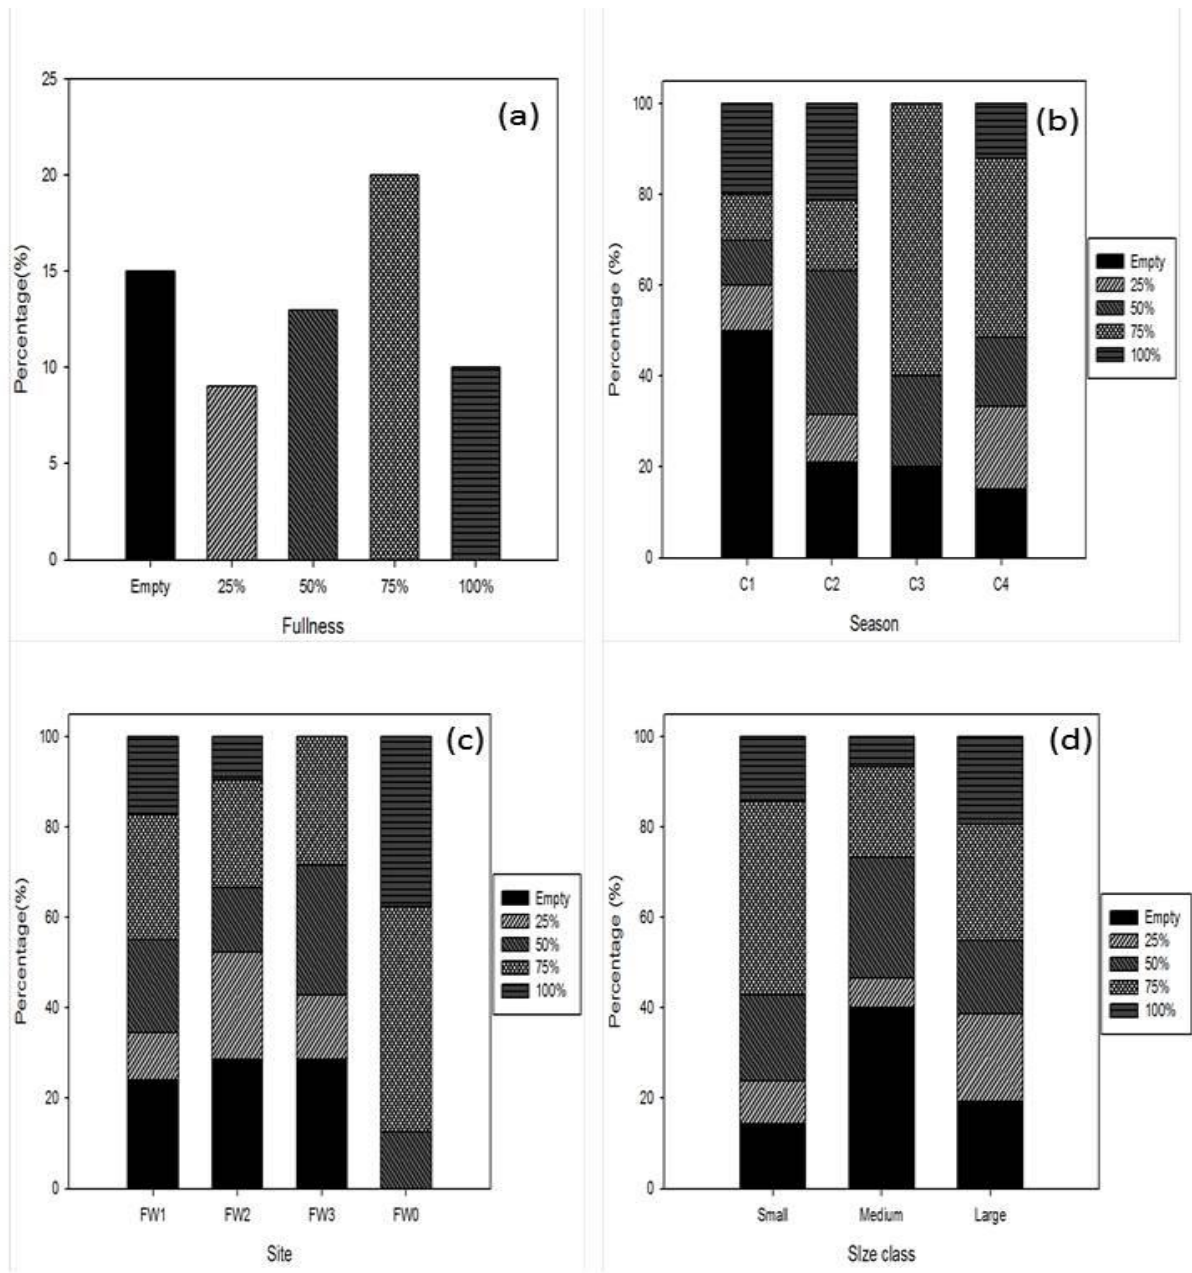 (a)
Percentage(%)
25
20
15
10
5
0
Empty 25% 50% 75% 100%
Fullness
(b)
Percentage (%)
100
80
60
40
20
0
C1 C2 C3 C4
Season
Empty
25%
50%
75%
100%
(c)
Percentage(%)
100
80
60
40
20
0
FW1 FW2 FW3 FW0
Site
Empty
25%
50%
75%
100%
(d)
Percentage (%)
100
80
60
40
20
0
Small Medium Large
SIze class
Empty
25%
50%
75%
100%